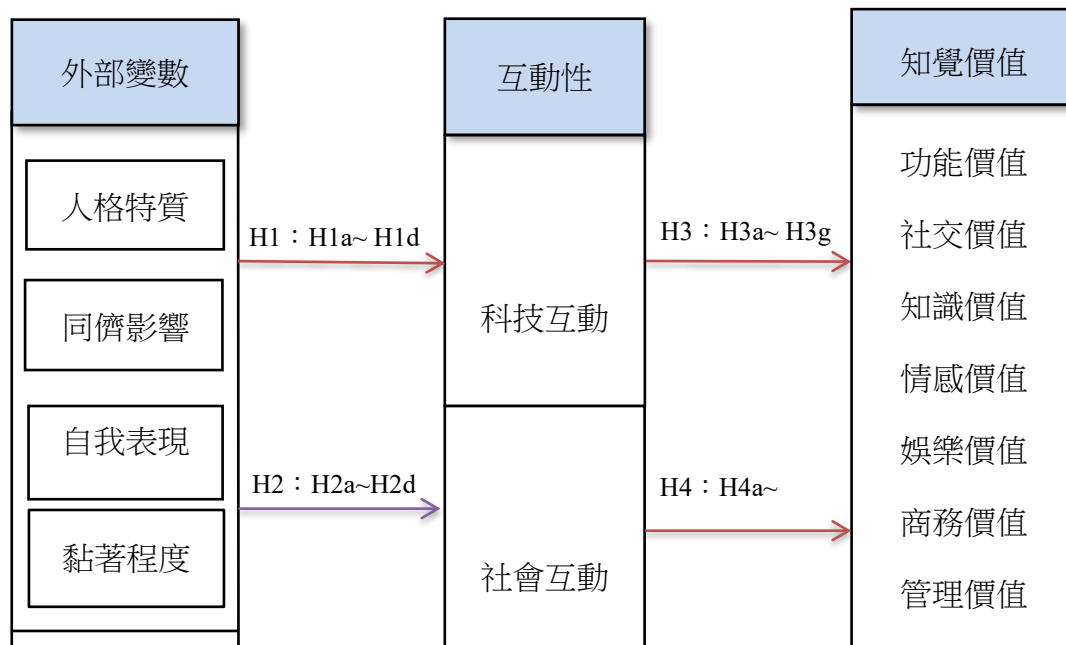 外部變數
人格特質
同儕影響
自我表現
黏著程度
H1：H1a~ H1d
H2：H2a~H2d
互動性
科技互動
社會互動
H3：H3a~ H3g
H4：H4a~
知覺價值
功能價值
社交價值
知識價值
情感價值
娛樂價值
商務價值
管理價值